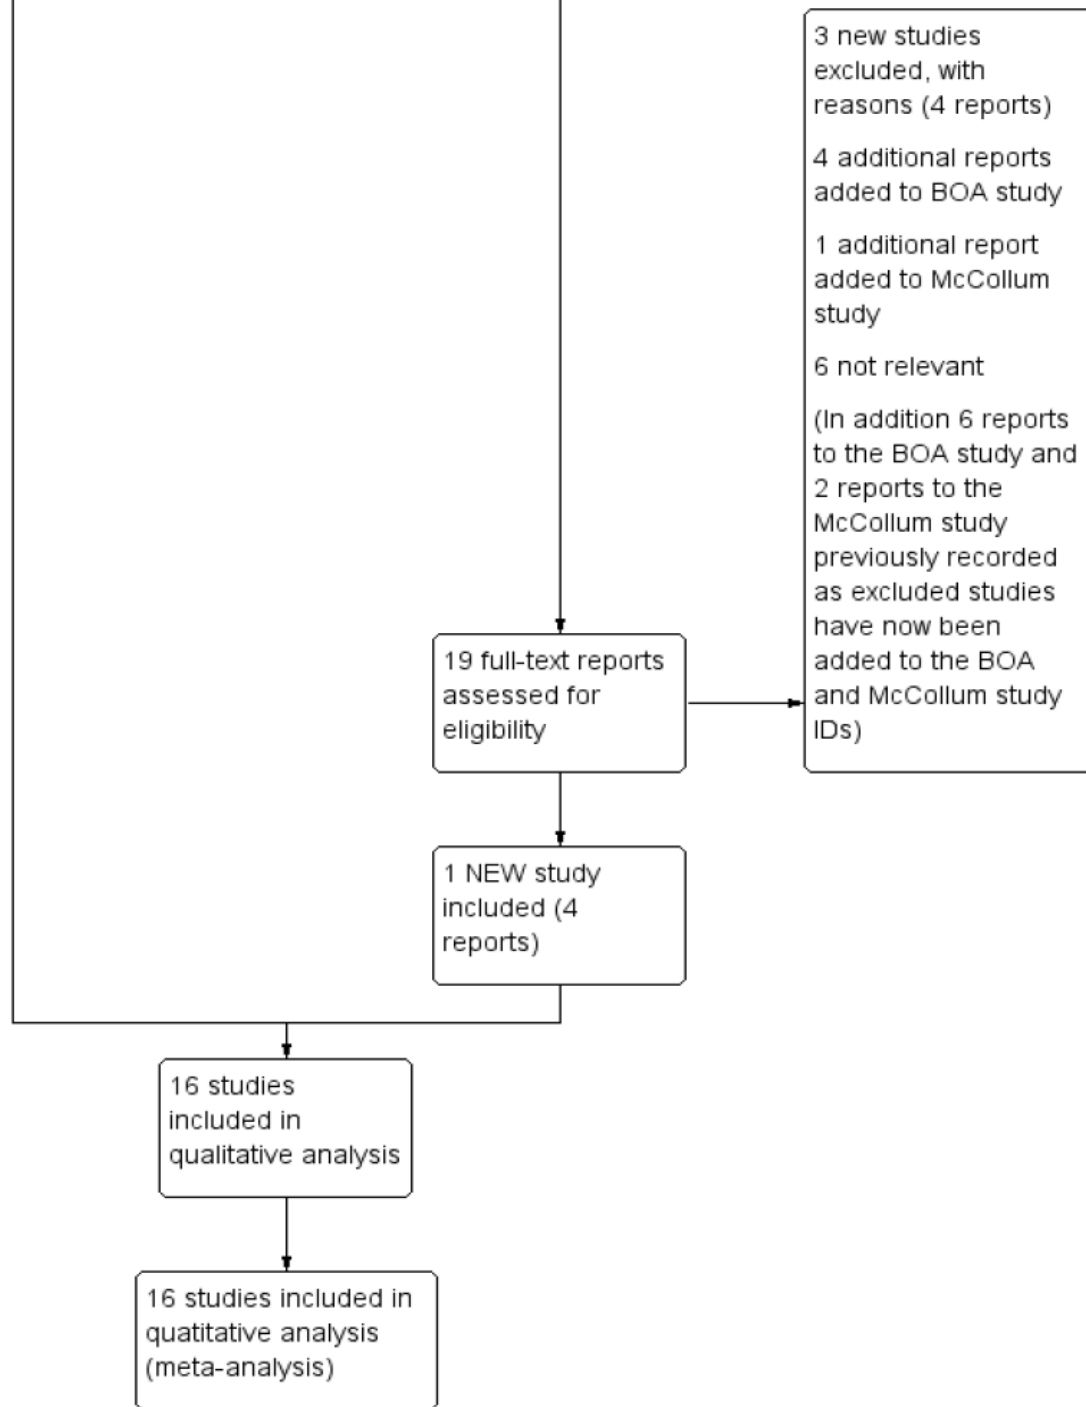 3 new studies
excluded, with
reasons (4 reports)
4 additional reports
added to BOA study
1 additional report
added to McCollum
study
6 not relevant
(In addition 6 reports
to the BOA study and
2 reports to the
McCollum study
previously recorded
as excluded studies
have now been
added to the BOA
and McCollum study
IDs)
19 full-text reports
assessed for
eligibility
1 NEW study
included (4
reports)
16 studies
included in
qualitative analysis
16 studies included in
quatitative analysis
(meta-analysis)